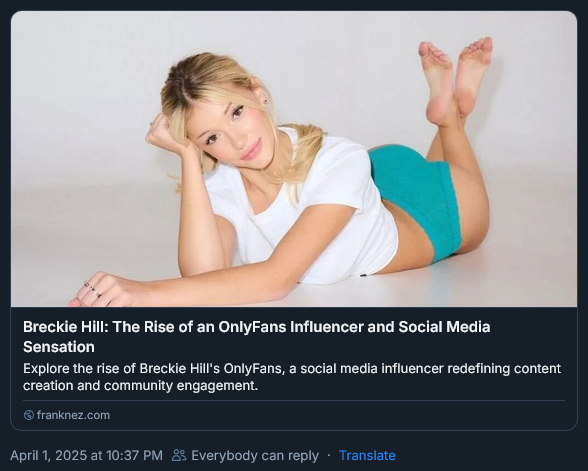 Breckie Hill: The Rise of an OnlyFans Influencer and Social Media
Sensation
Explore the rise of Breckie Hill's OnlyFans, a social media influencer redefining content
creation and community engagement.
franknez.com
April 1, 2025 at 10:37 PM Everybody can reply · Translate